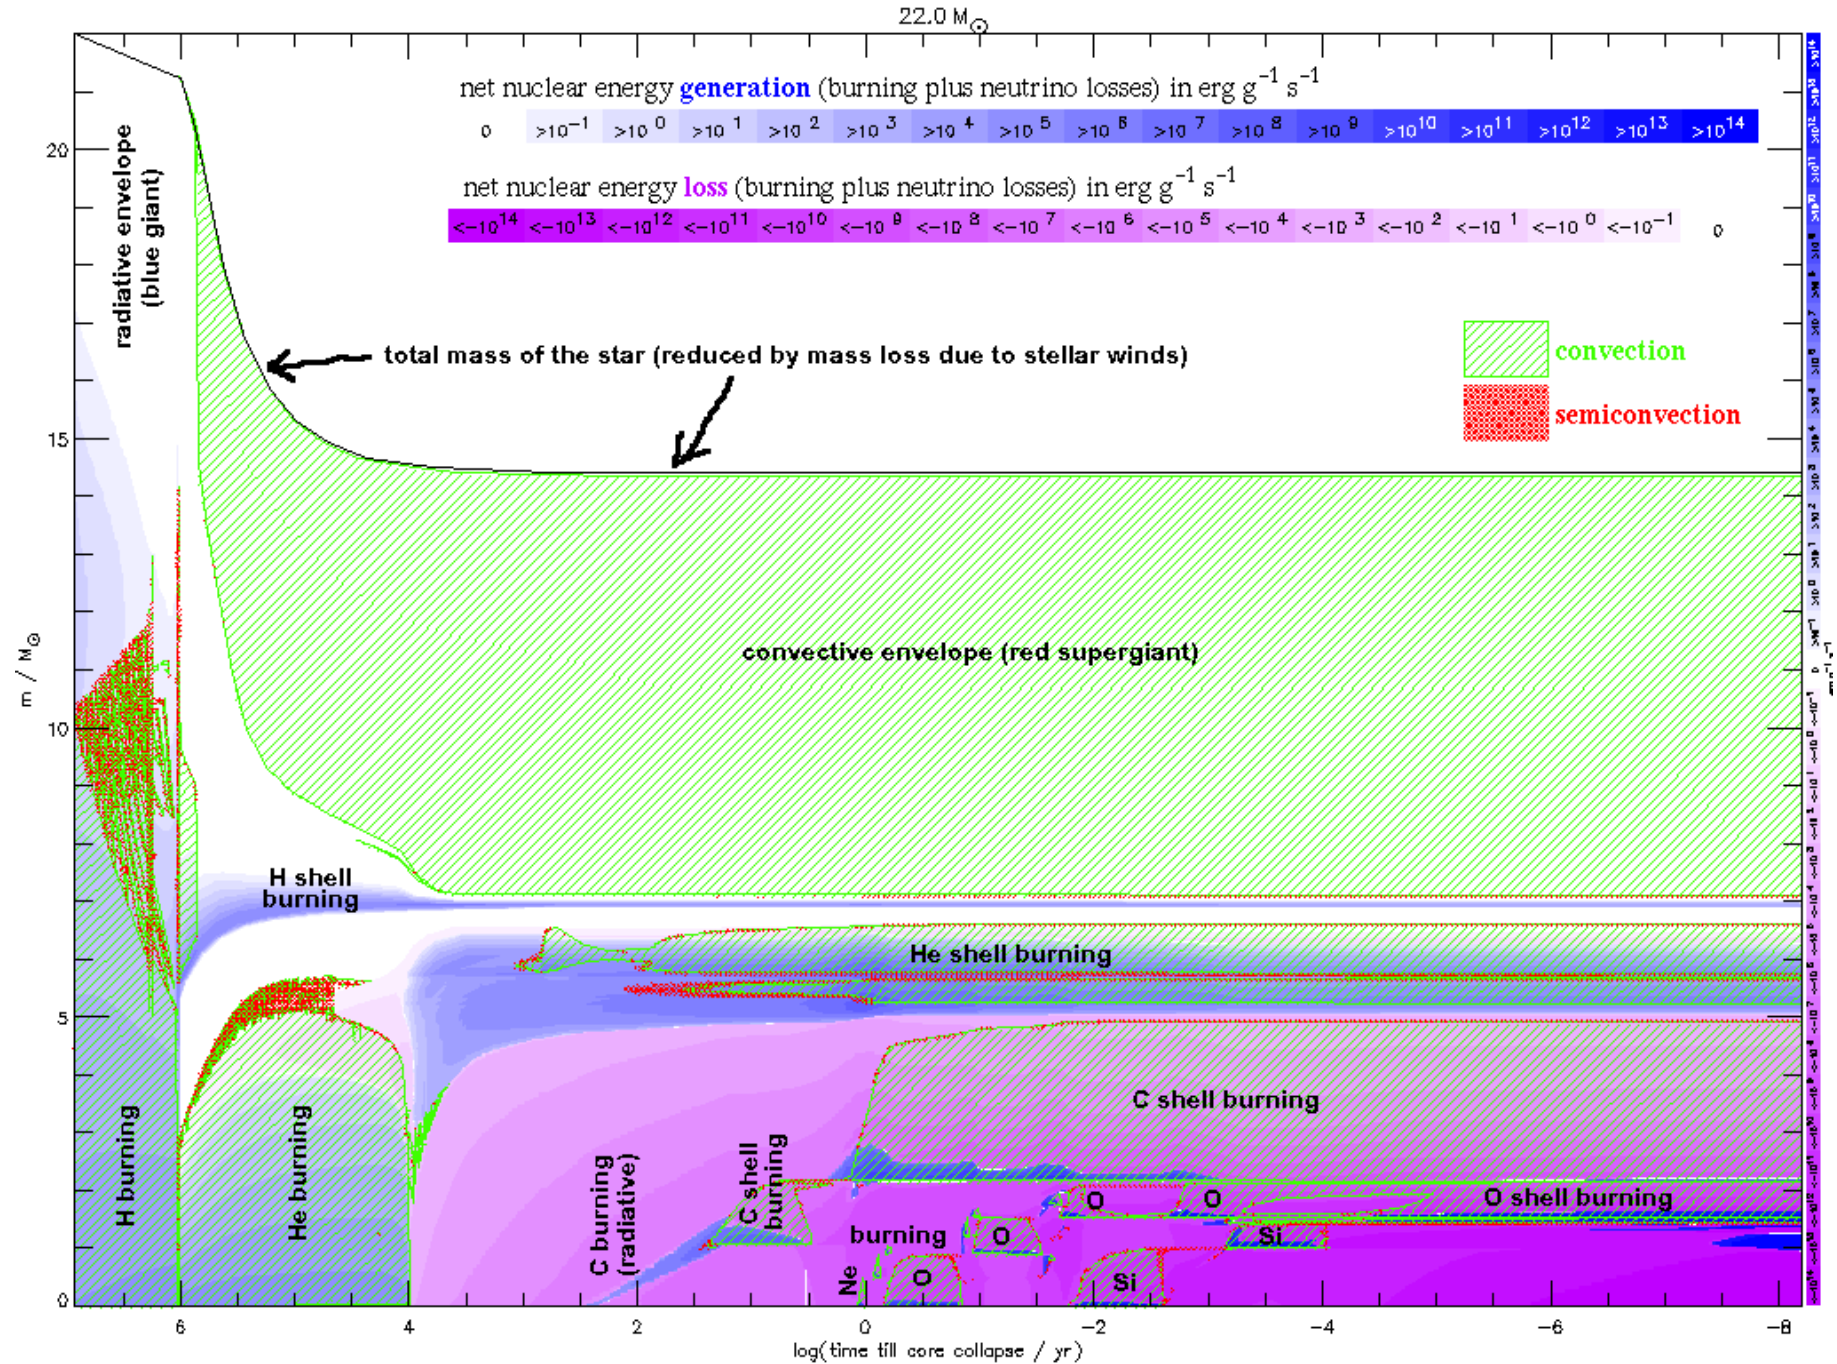 22.0 M☉
net nuclear energy generation (burning plus neutrino losses) in erg g⁻¹ s⁻¹
0 >10⁻¹ >10⁰ >10¹ >10² >10³ >10⁴ >10⁵ >10⁶ >10⁷ >10⁸ >10⁹ >10¹⁰ >10¹¹ >10¹² >10¹³ >10¹⁴
net nuclear energy loss (burning plus neutrino losses) in erg g⁻¹ s⁻¹
<-10¹⁴ <-10¹³ <-10¹² <-10¹¹ <-10¹⁰ <-10⁹ <-10⁸ <-10⁷ <-10⁶ <-10⁵ <-10⁴ <-10³ <-10² <-10¹ <-10⁰ <-10⁻¹ 0
radiative envelope
(blue giant)
total mass of the star (reduced by mass loss due to stellar winds)
convection
semiconvection
convective envelope (red supergiant)
H shell
burning
He shell burning
C shell burning
H burning
He burning
C burning
(radiative)
C shell
burning
burning
Ne
O
O
O
O
O shell burning
Si
Si
m / M☉
20
15
10
5
0
6 4 2 0 -2 -4 -6 -8
log(time till core collapse / yr)